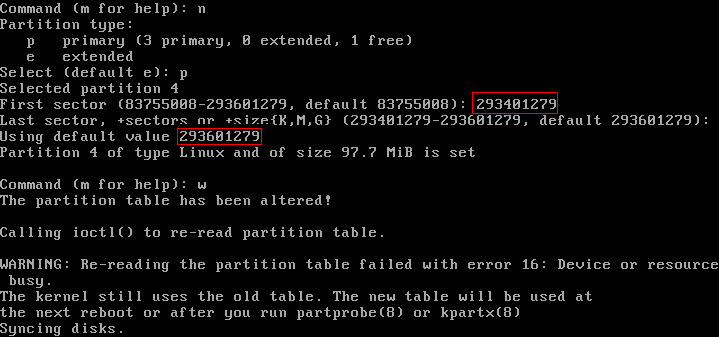 Command (m for help): n
Partition type:
   p   primary (3 primary, 0 extended, 1 free)
   e   extended
Select (default e): p
Selected partition 4
First sector (83755008-293601279, default 83755008): 293401279
Last sector, +sectors or +size{K,M,G} (293401279-293601279, default 293601279):
Using default value 293601279
Partition 4 of type Linux and of size 97.7 MiB is set

Command (m for help): w
The partition table has been altered!

Calling ioctl() to re-read partition table.

WARNING: Re-reading the partition table failed with error 16: Device or resource
 busy.
The kernel still uses the old table. The new table will be used at
the next reboot or after you run partprobe(8) or kpartx(8)
Syncing disks.